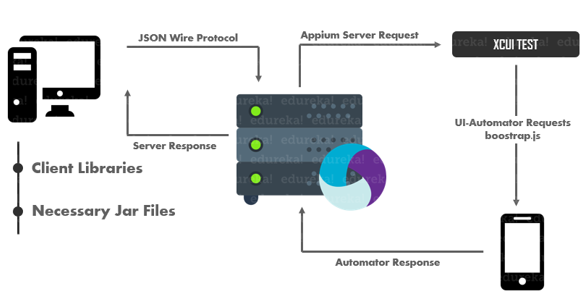 JSON Wire Protocol
Appium Server Request
XCUI TEST
Server Response
UI-Automator Requests
boostrap.js
Client Libraries
Necessary Jar Files
Automator Response
edureka! edureka! edureka!